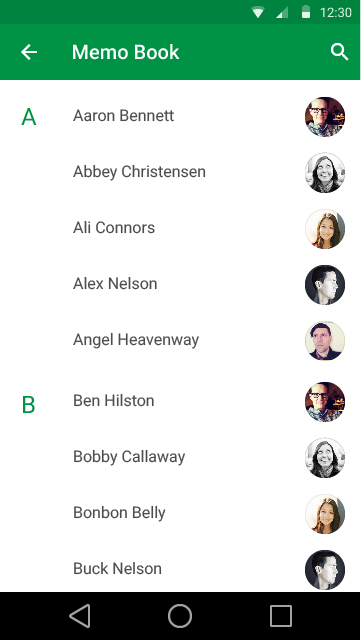 12:30
Memo Book
A
Aaron Bennett
Abbey Christensen
Ali Connors
Alex Nelson
Angel Heavenway
B
Ben Hilston
Bobby Callaway
Bonbon Belly
Buck Nelson